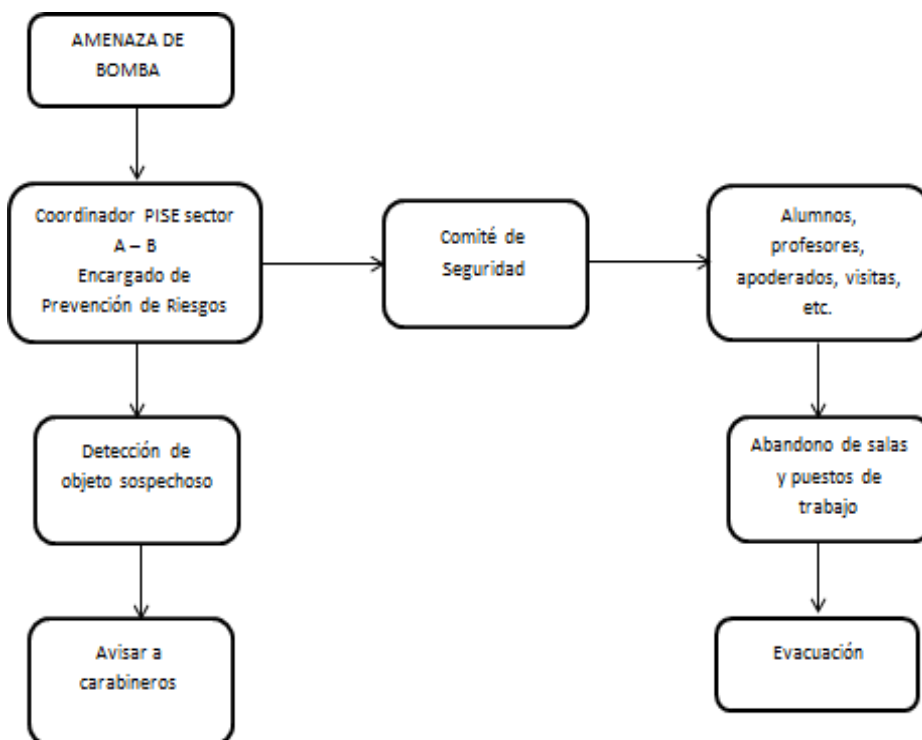 AMENAZA DE
BOMBA
Coordinador PISE sector
A – B
Encargado de
Prevención de Riesgos
Comité de
Seguridad
Alumnos,
profesores,
apoderados, visitas,
etc.
Detección de
objeto sospechoso
Abandono de salas
y puestos de
trabajo
Avisar a
carabineros
Evacuación